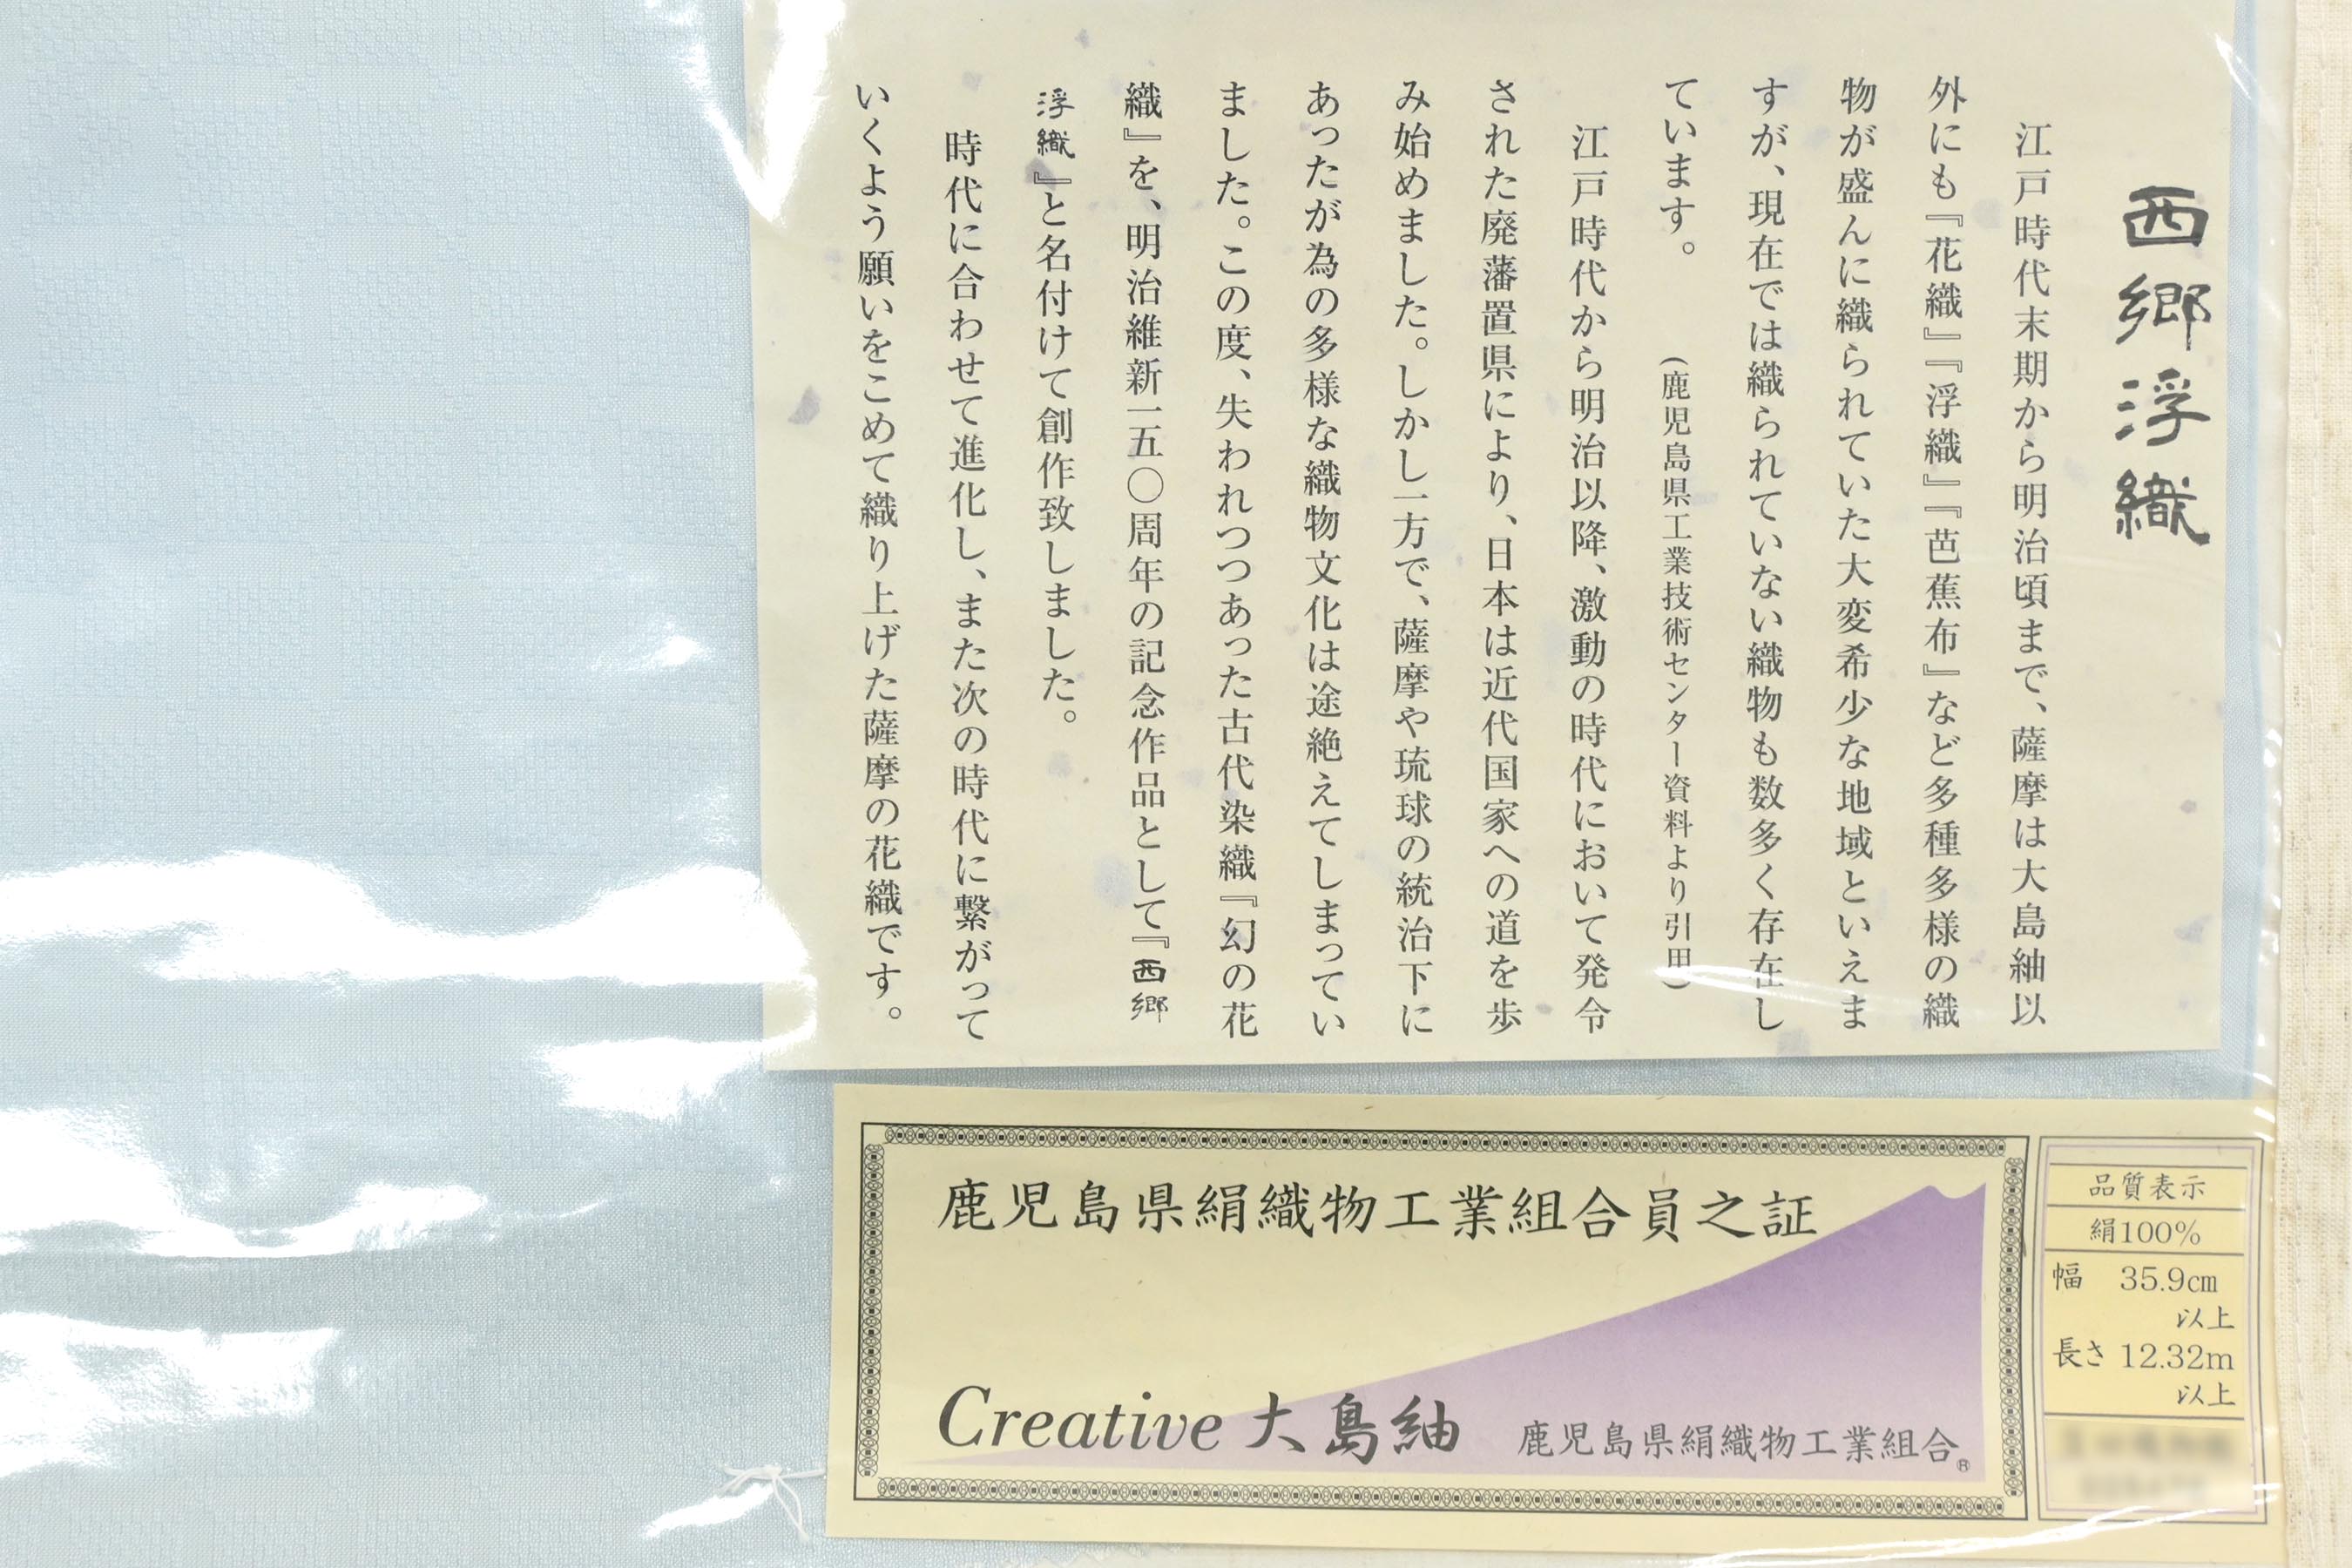 西郷浮織
江戸時代末期から明治頃まで、薩摩は大島紬以
外にも『花織』『浮織』『芭蕉布』など多種多様の織
物が盛んに織られていた大変希少な地域といえま
すが、現在では織られていない織物も数多く存在し
ています。　（鹿児島県工業技術センター資料より引用）
江戸時代から明治以降、激動の時代において発令
された廃藩置県により、日本は近代国家への道を歩
み始めました。しかし一方で、薩摩や琉球の統治下に
あったが為の多様な織物文化は途絶えてしまってい
ました。この度、失われつつあった古代染織『幻の花
織』を、明治維新一五〇周年の記念作品として『西郷
浮織』と名付けて創作致しました。
時代に合わせて進化し、また次の時代に繋がって
いくよう願いをこめて織り上げた薩摩の花織です。
鹿児島県絹織物工業組合員之証
Creative 大島紬
鹿児島県絹織物工業組合®
品質表示
絹100%
幅 35.9cm
以上
長さ 12.32m
以上